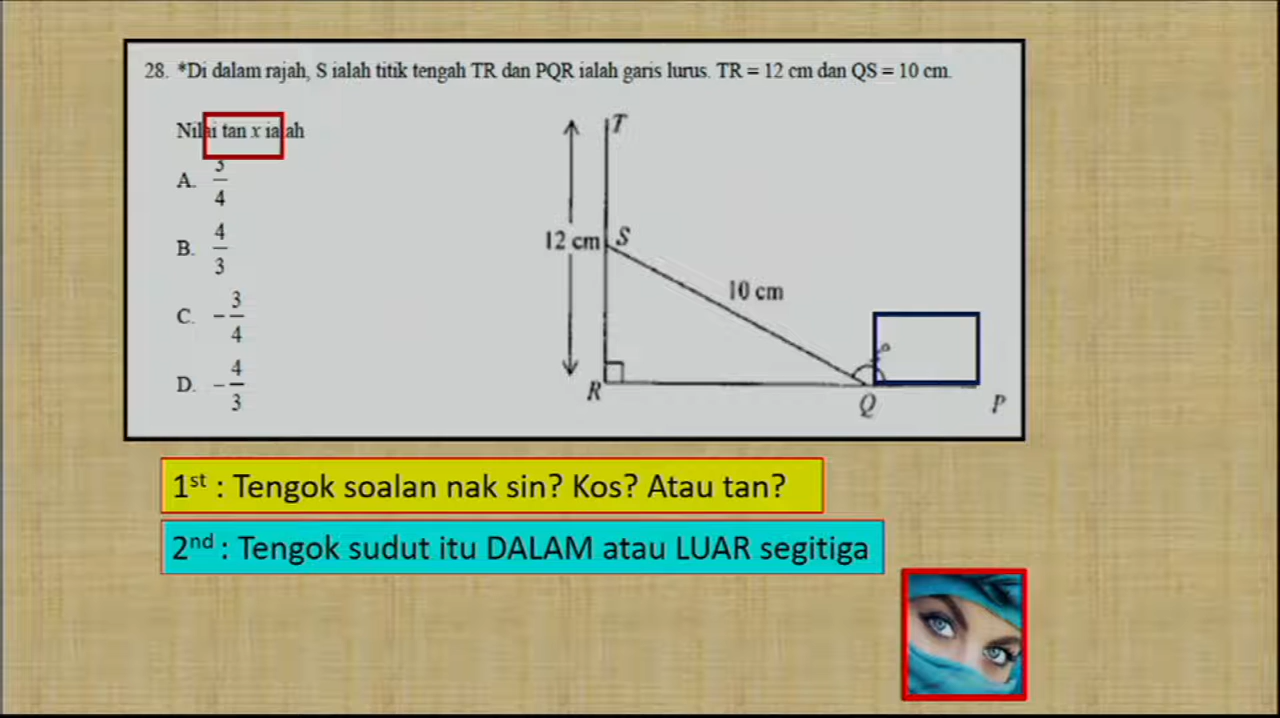 28. *Di dalam rajah, S ialah titik tengah TR dan PQR ialah garis lurus. TR = 12 cm dan QS = 10 cm.
Nilai tan x ialah
A. 3/4
B. 4/3
C. -3/4
D. -4/3
T
12 cm
S
10 cm
R
Q
P
1st : Tengok soalan nak sin? Kos? Atau tan?
2nd : Tengok sudut itu DALAM atau LUAR segitiga